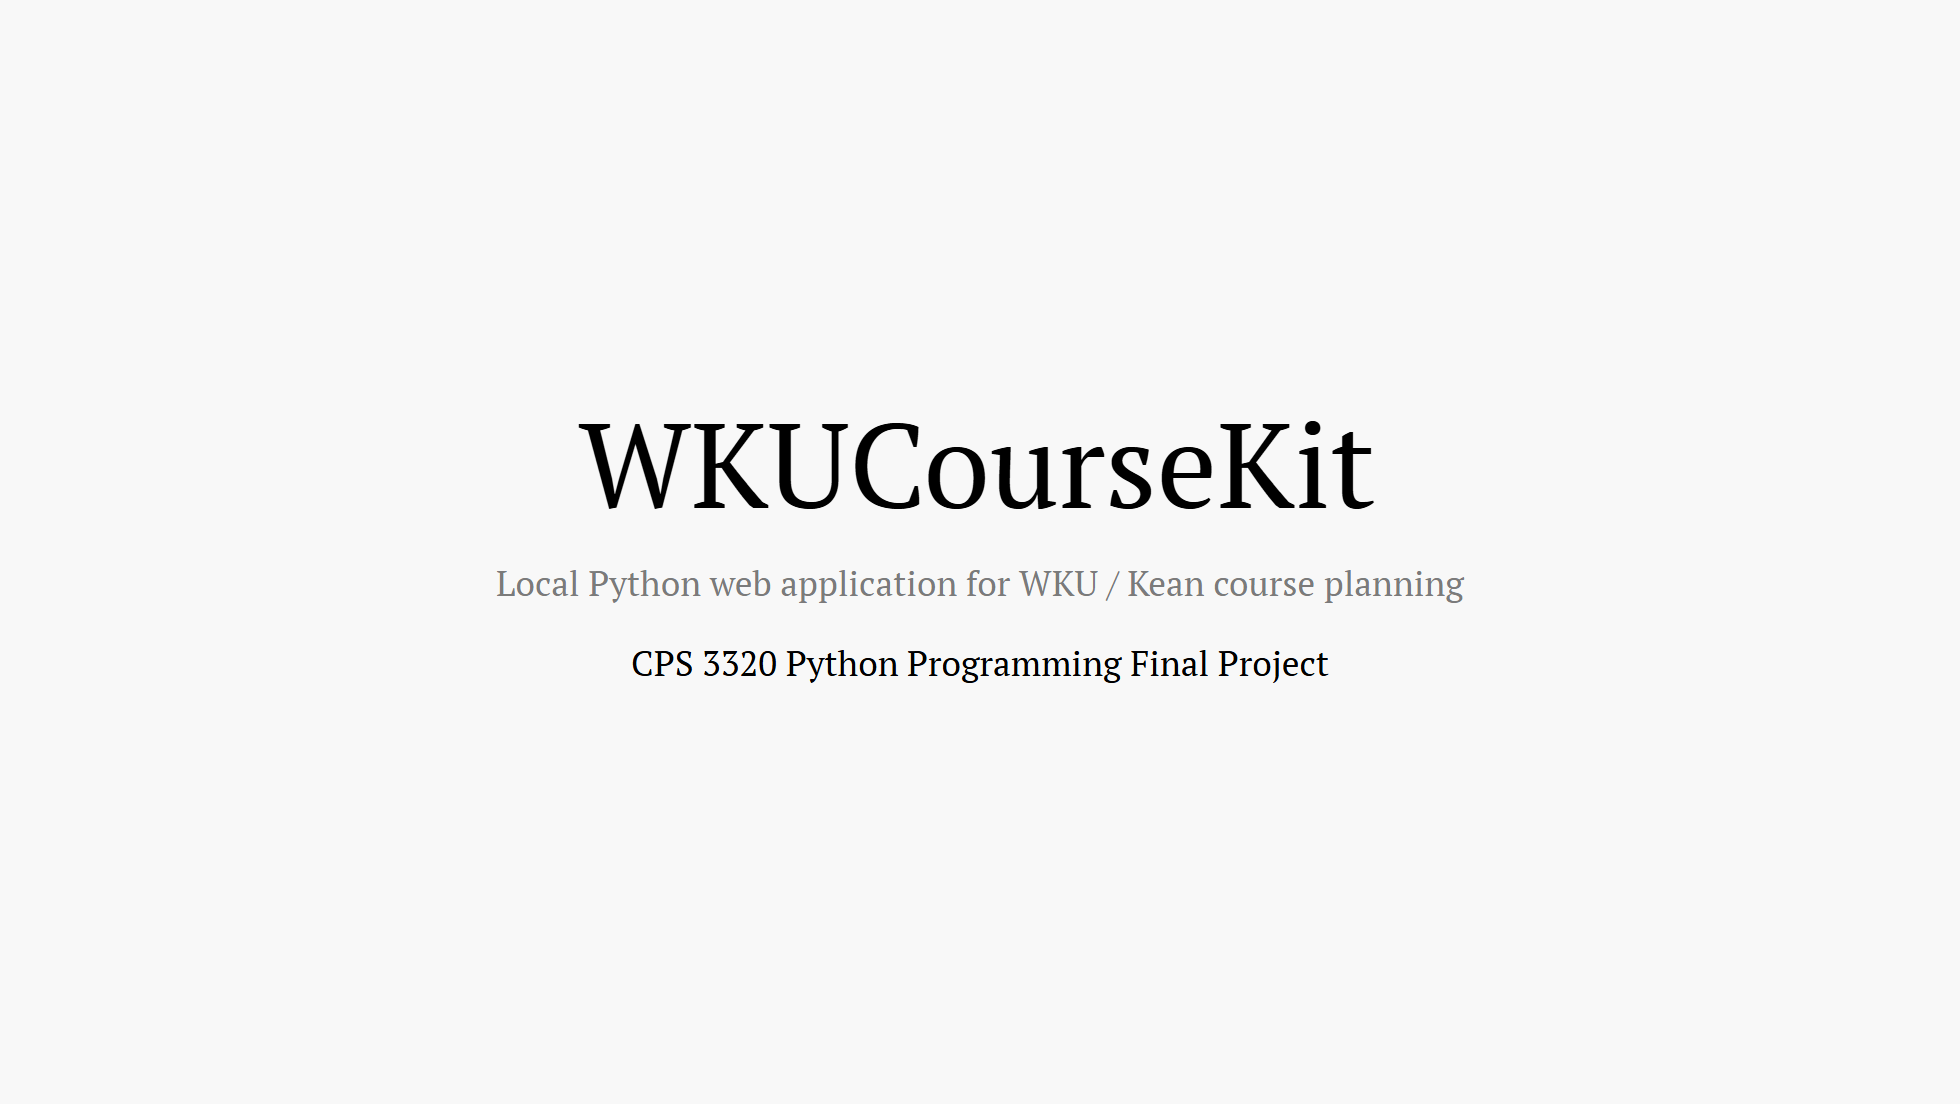 WKUCourseKit
Local Python web application for WKU / Kean course planning
CPS 3320 Python Programming Final Project